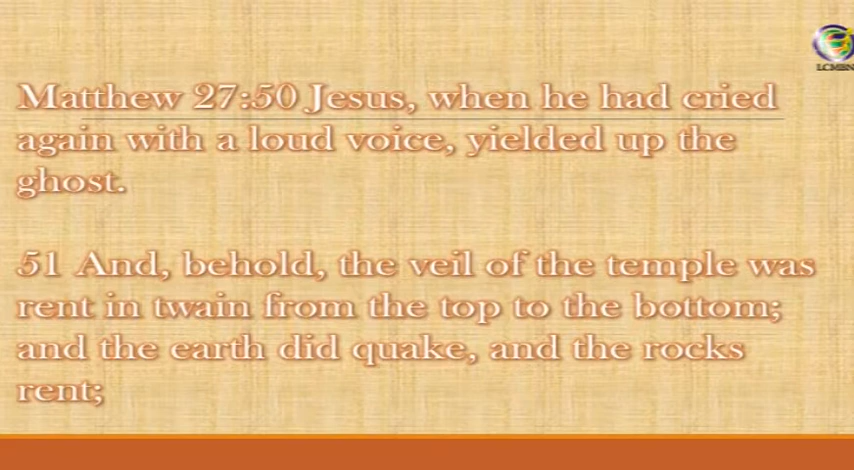 LCMSN
Matthew 27:50 Jesus, when he had cried
again with a loud voice, yielded up the
ghost.
51 And, behold, the veil of the temple was
rent in twain from the top to the bottom;
and the earth did quake, and the rocks
rent;